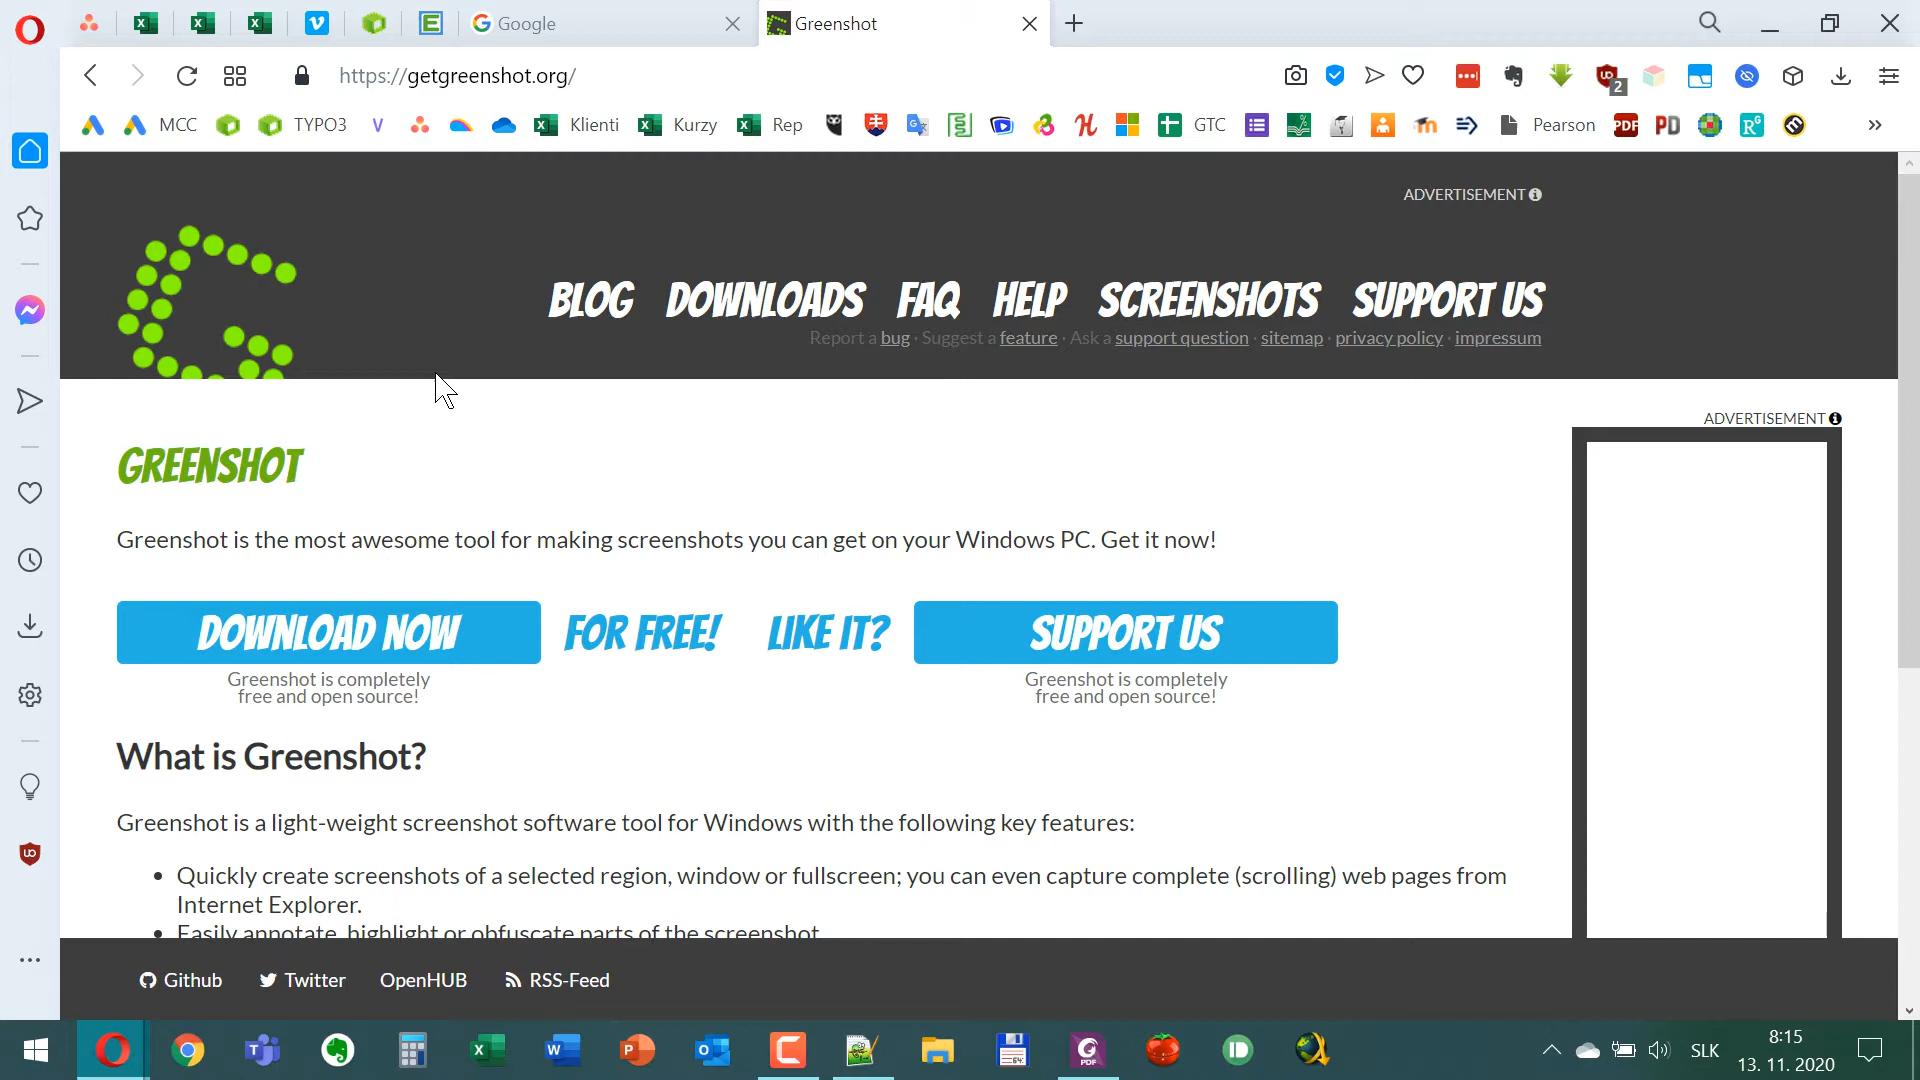 Google
Greenshot
https://getgreenshot.org/
2
MCC
TYPO3
Klienti
Kurzy
Rep
GTC
Pearson
PDF
PD
ADVERTISEMENT
BLOG DOWNLOADS FAQ HELP SCREENSHOTS SUPPORT US
Report a bug · Suggest a feature · Ask a support question · sitemap · privacy policy · impressum
ADVERTISEMENT
GREENSHOT
Greenshot is the most awesome tool for making screenshots you can get on your Windows PC. Get it now!
DOWNLOAD NOW FOR FREE! LIKE IT? SUPPORT US
Greenshot is completely
free and open source!
Greenshot is completely
free and open source!
What is Greenshot?
Greenshot is a light-weight screenshot software tool for Windows with the following key features:
• Quickly create screenshots of a selected region, window or fullscreen; you can even capture complete (scrolling) web pages from
Internet Explorer.
• Easily annotate, highlight or obfuscate parts of the screenshot.
Github Twitter OpenHUB RSS-Feed
SLK
8:15
13. 11. 2020